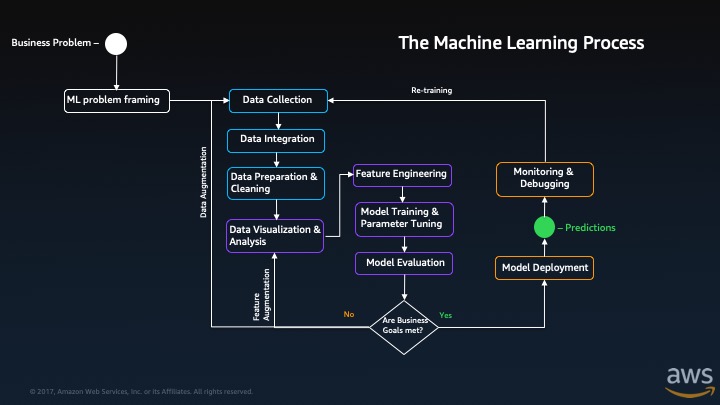 Business Problem –
The Machine Learning Process
ML problem framing
Data Collection
Re-training
Data Integration
Data Augmentation
Data Preparation &
Cleaning
Feature Engineering
Monitoring &
Debugging
Data Visualization &
Analysis
Model Training &
Parameter Tuning
– Predictions
Model Evaluation
Model Deployment
Feature
Augmentation
No
Are Business
Goals met?
Yes
aws
© 2017, Amazon Web Services, Inc. or its Affiliates. All rights reserved.